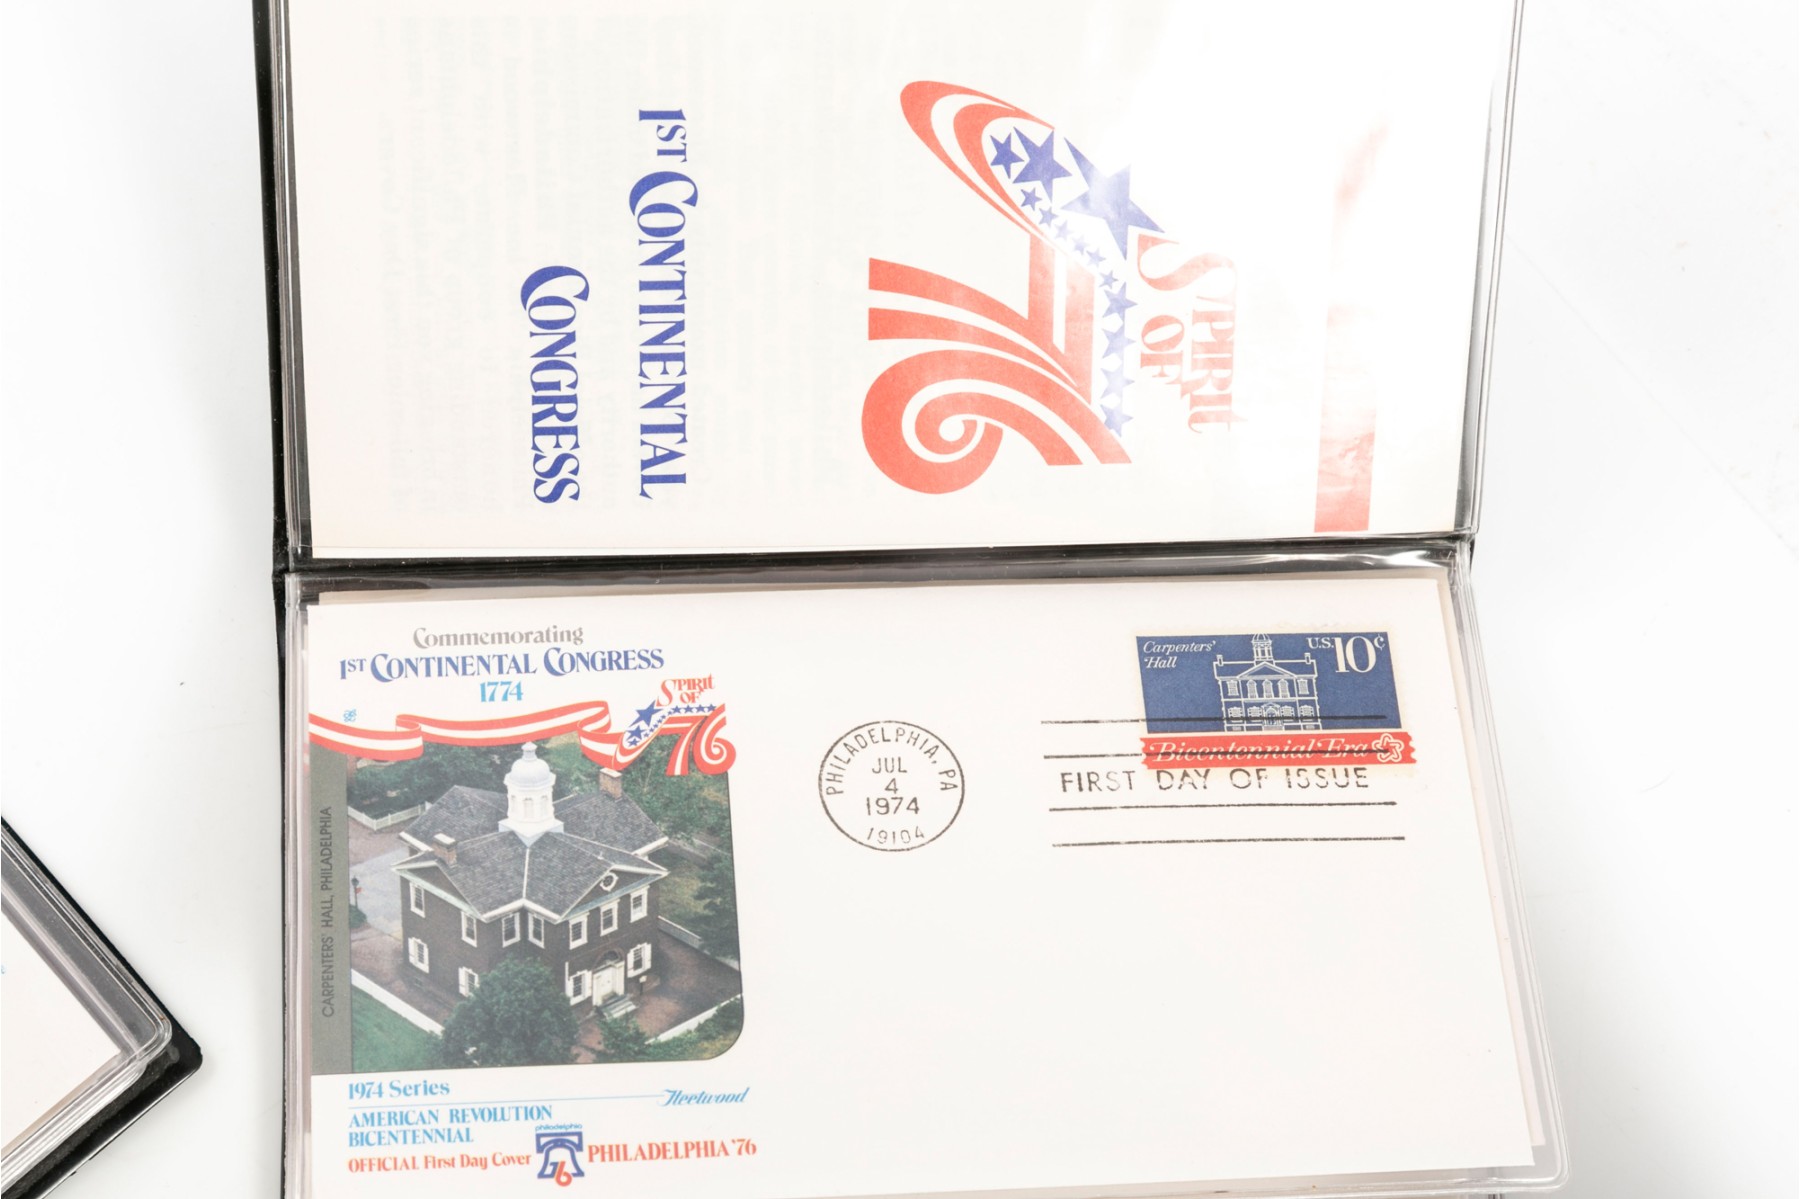 1ST CONTINENTAL
CONGRESS
SPIRIT
OF
76
Commemorating
1ST CONTINENTAL CONGRESS
1774
SPIRIT
OF
76
CARPENTERS' HALL, PHILADELPHIA
1974 Series
Fleetwood
AMERICAN REVOLUTION
BICENTENNIAL
OFFICIAL First Day Cover
philadelphia
76
PHILADELPHIA '76
PHILADELPHIA, PA
JUL
4
1974
19104
Carpenters'
Hall
U.S. 10¢
Bicentennial Era
FIRST DAY OF ISSUE